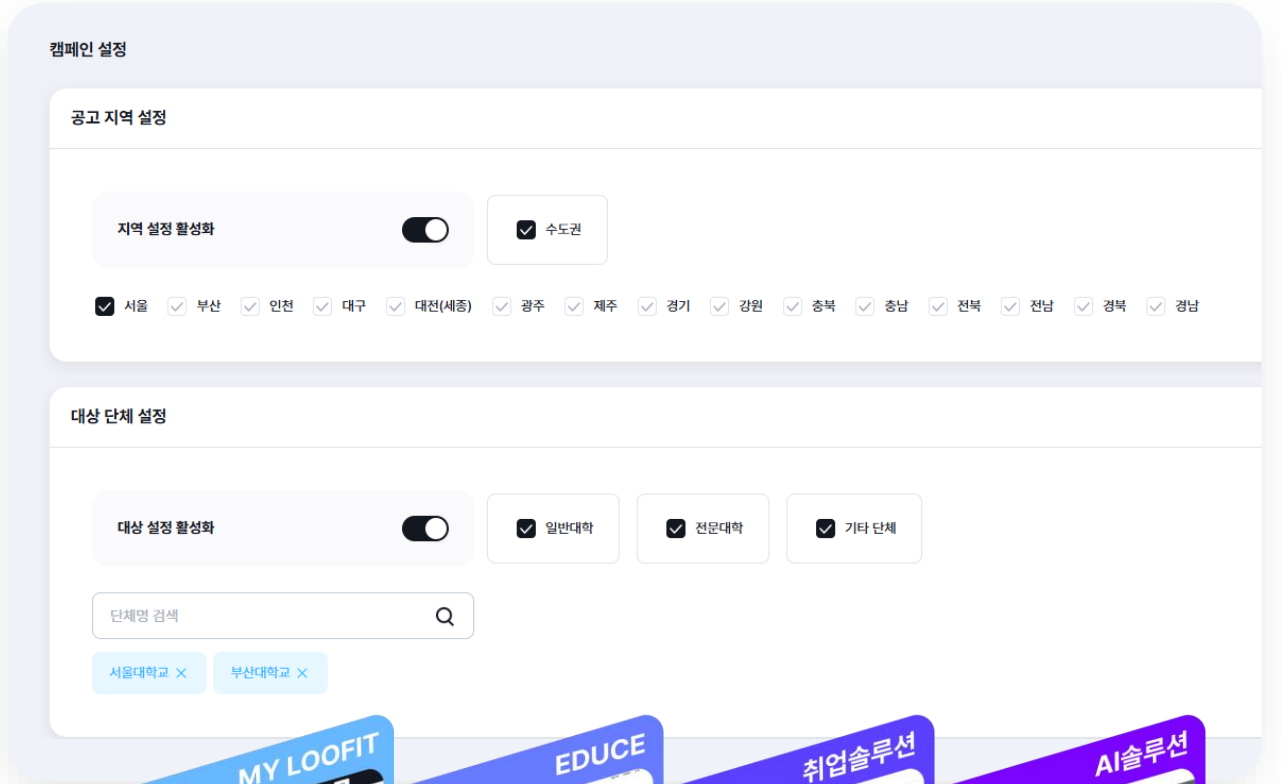 캠페인 설정
공고 지역 설정
지역 설정 활성화
수도권
서울 부산 인천 대구 대전(세종) 광주 제주 경기 강원 충북 충남 전북 전남 경북 경남
대상 단체 설정
대상 설정 활성화
일반대학
전문대학
기타 단체
단체명 검색
서울대학교
부산대학교
MY LOOFIT
EDUCE
취업솔루션
AI솔루션